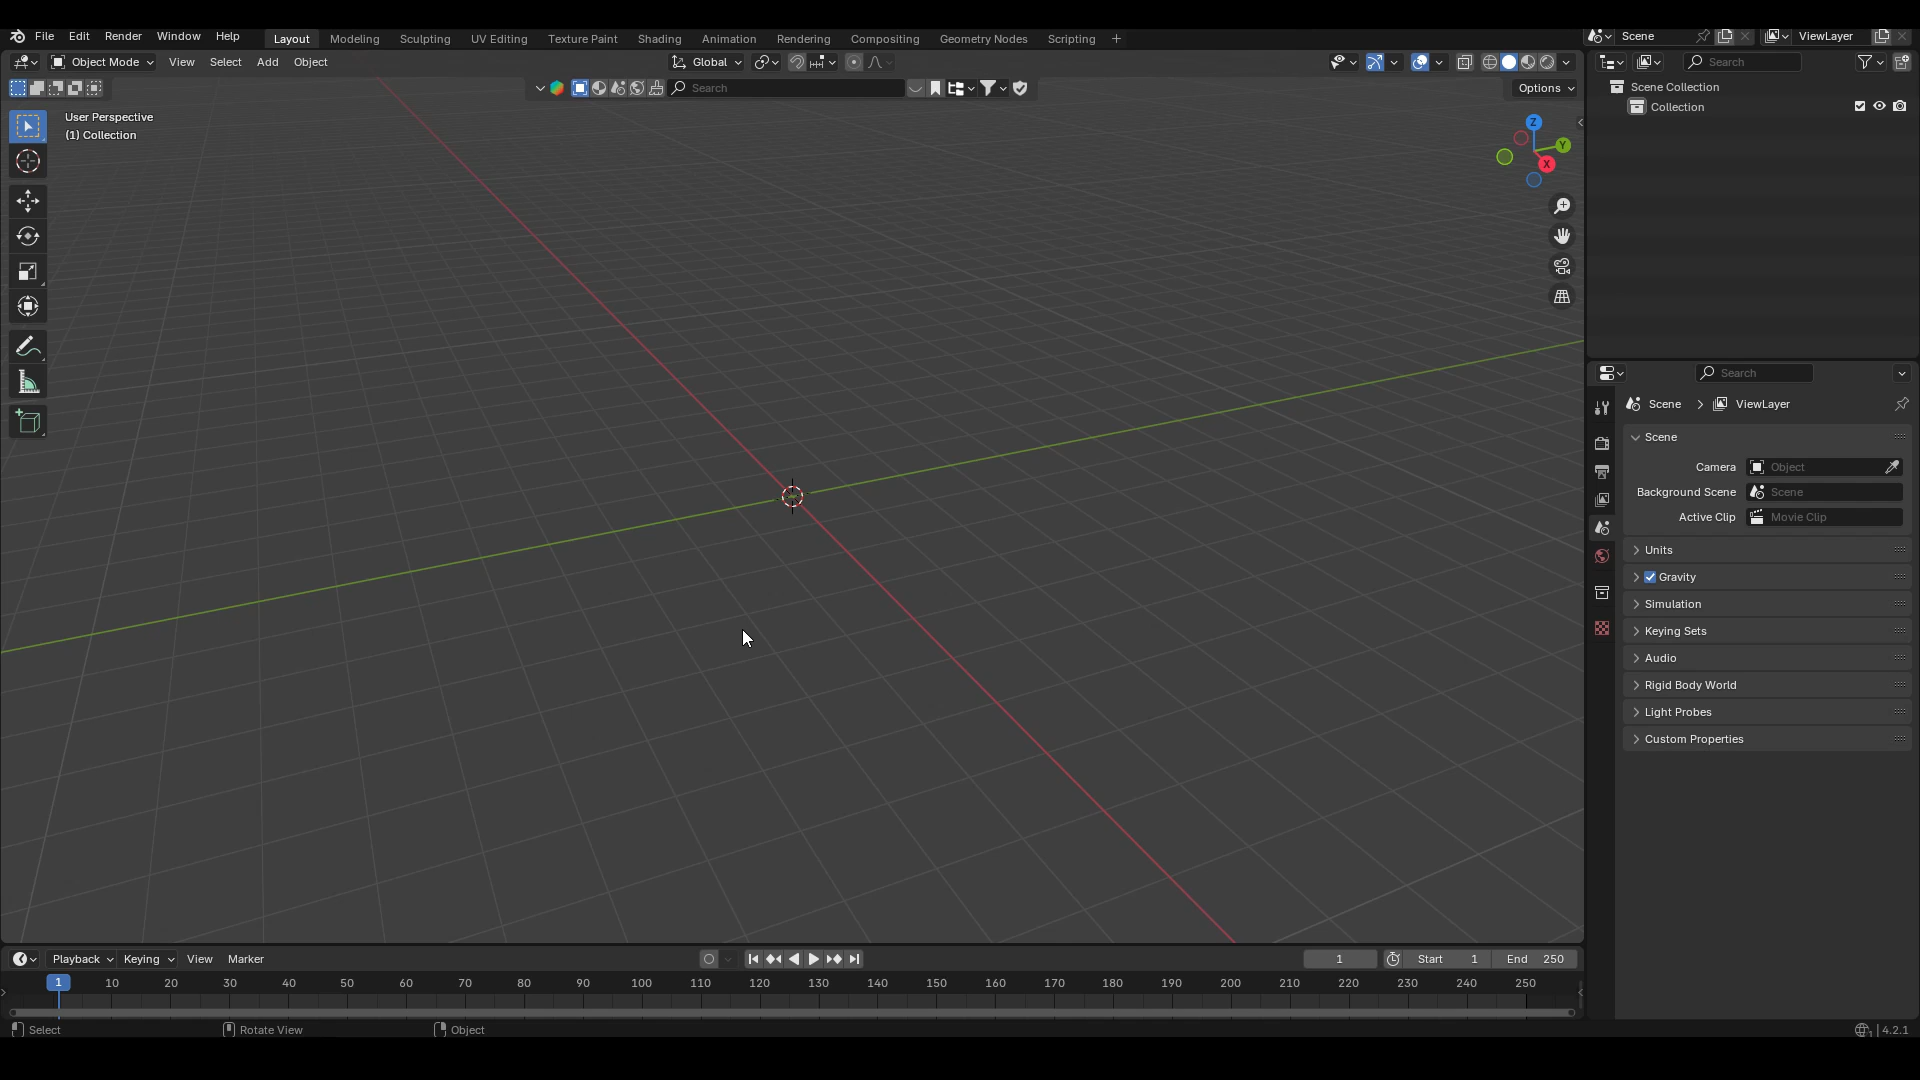 File Edit Render Window Help Layout Modeling Sculpting UV Editing Texture Paint Shading Animation Rendering Compositing Geometry Nodes Scripting + Scene ViewLayer
Object Mode View Select Add Object Global Search
Search Options
User Perspective
(1) Collection
Z
Y
X
Scene Collection
Collection
Search
Scene > ViewLayer
Scene
Camera Object
Background Scene Scene
Active Clip Movie Clip
Units
Gravity
Simulation
Keying Sets
Audio
Rigid Body World
Light Probes
Custom Properties
Playback Keying View Marker 1 Start 1 End 250
1 10 20 30 40 50 60 70 80 90 100 110 120 130 140 150 160 170 180 190 200 210 220 230 240 250
Select Rotate View Object 4.2.1